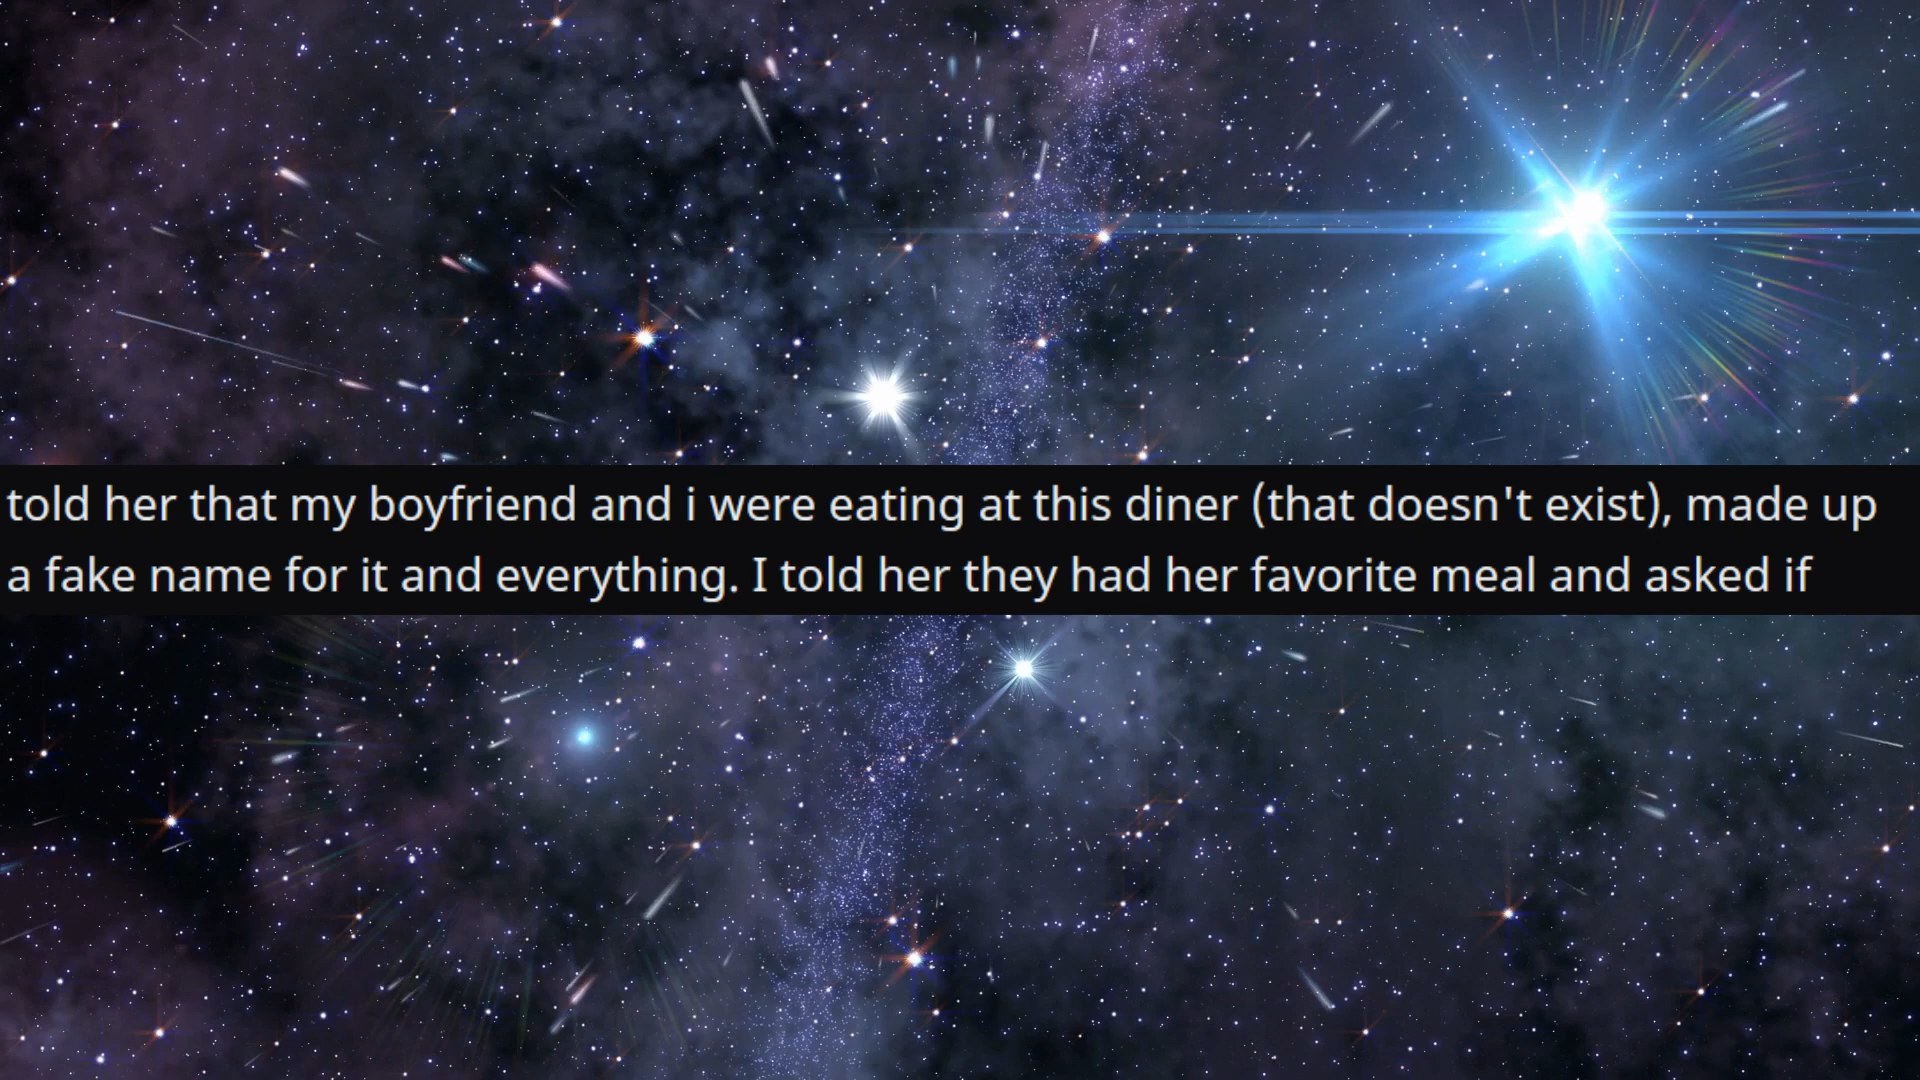 told her that my boyfriend and i were eating at this diner (that doesn't exist), made up
a fake name for it and everything. I told her they had her favorite meal and asked if